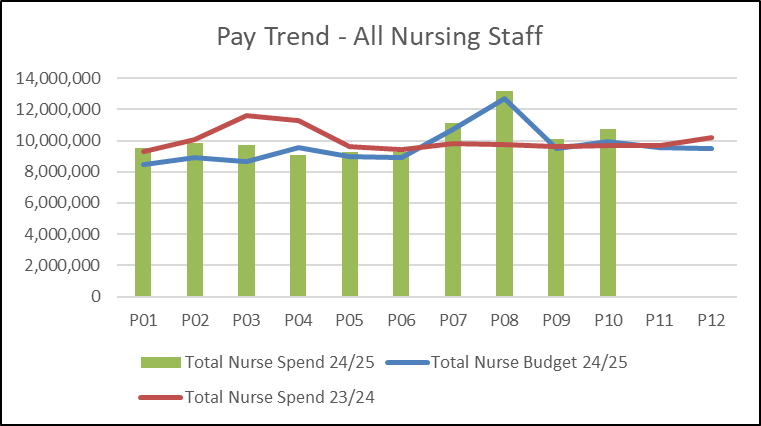 Pay Trend - All Nursing Staff
14,000,000
12,000,000
10,000,000
8,000,000
6,000,000
4,000,000
2,000,000
0
P01 P02 P03 P04 P05 P06 P07 P08 P09 P10 P11 P12
Total Nurse Spend 24/25 Total Nurse Budget 24/25
Total Nurse Spend 23/24